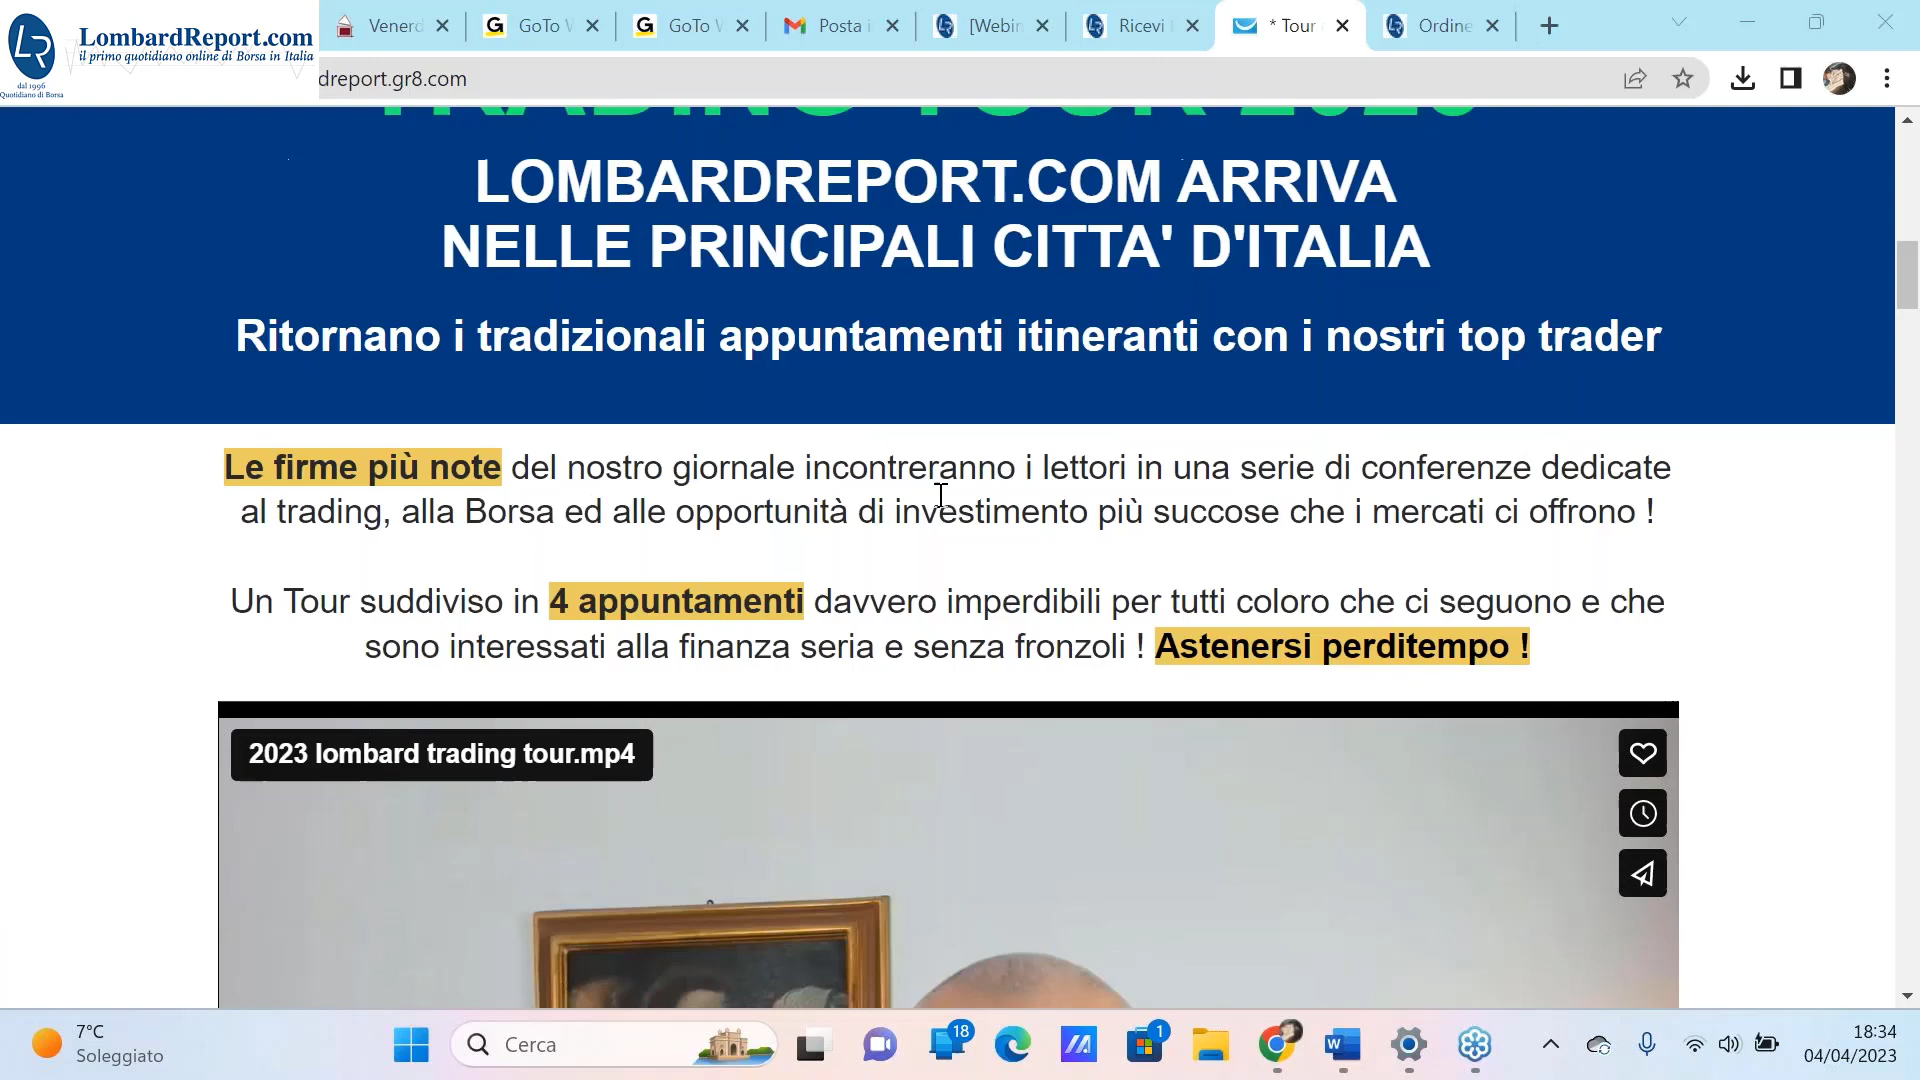 LombardReport.com
il primo quotidiano online di Borsa in Italia
dal 1996
Quotidiano di Borsa
Venerd
GoTo W
GoTo W
Posta i
[Webin
Ricevi
* Tour
Ordine
dreport.gr8.com
TRADING TOUR 2023
LOMBARDREPORT.COM ARRIVA
NELLE PRINCIPALI CITTA' D'ITALIA
Ritornano i tradizionali appuntamenti itineranti con i nostri top trader
Le firme più note del nostro giornale incontreranno i lettori in una serie di conferenze dedicate
al trading, alla Borsa ed alle opportunità di investimento più succose che i mercati ci offrono !
Un Tour suddiviso in 4 appuntamenti davvero imperdibili per tutti coloro che ci seguono e che
sono interessati alla finanza seria e senza fronzoli ! Astenersi perditempo !
2023 lombard trading tour.mp4
7°C
Soleggiato
Cerca
18
1
18:34
04/04/2023